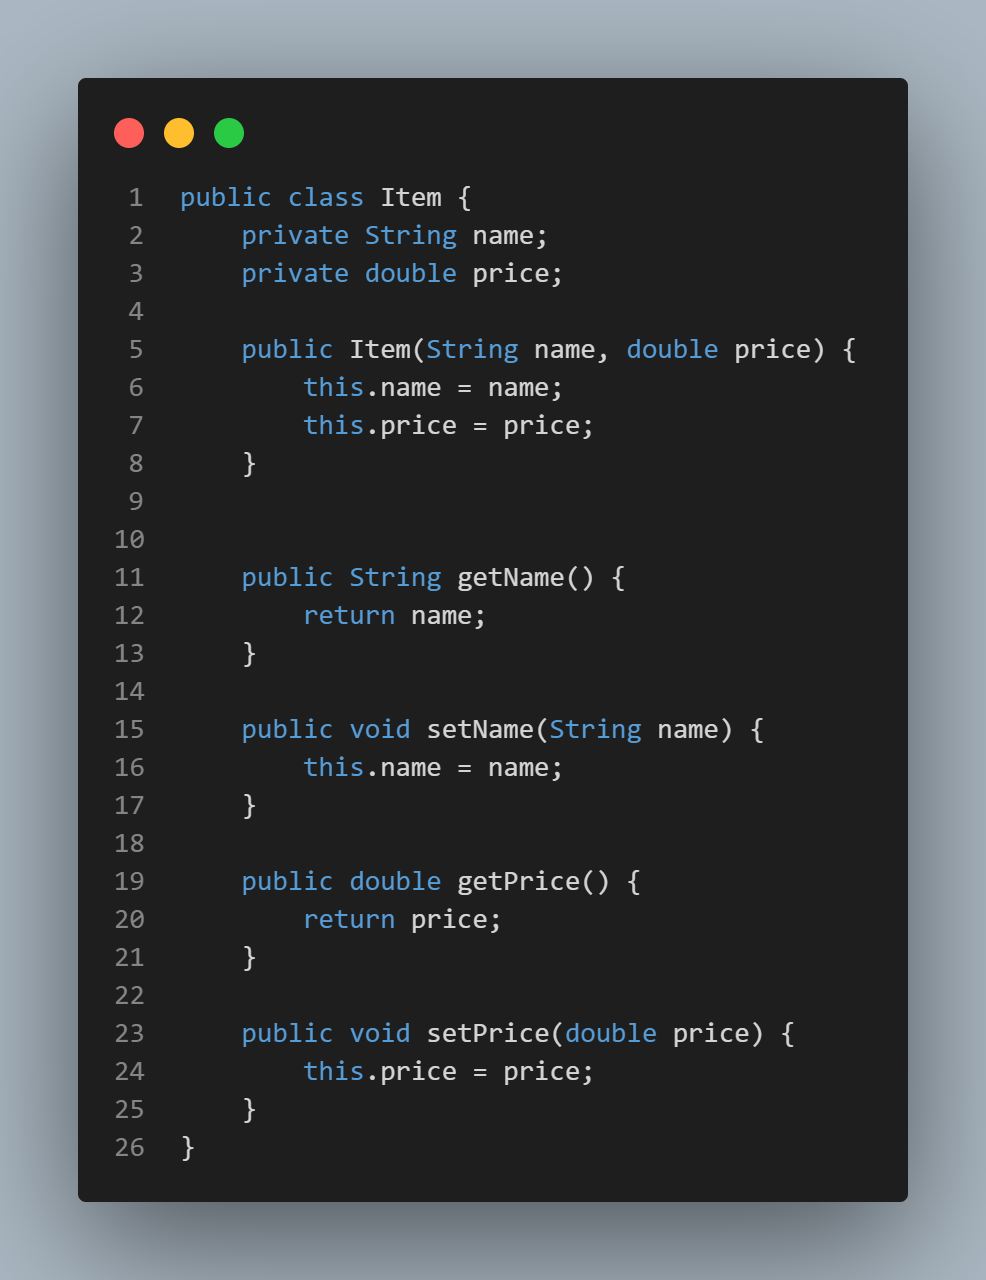 1 public class Item {
2     private String name;
3     private double price;
4
5     public Item(String name, double price) {
6         this.name = name;
7         this.price = price;
8     }
9
10
11     public String getName() {
12         return name;
13     }
14
15     public void setName(String name) {
16         this.name = name;
17     }
18
19     public double getPrice() {
20         return price;
21     }
22
23     public void setPrice(double price) {
24         this.price = price;
25     }
26 }